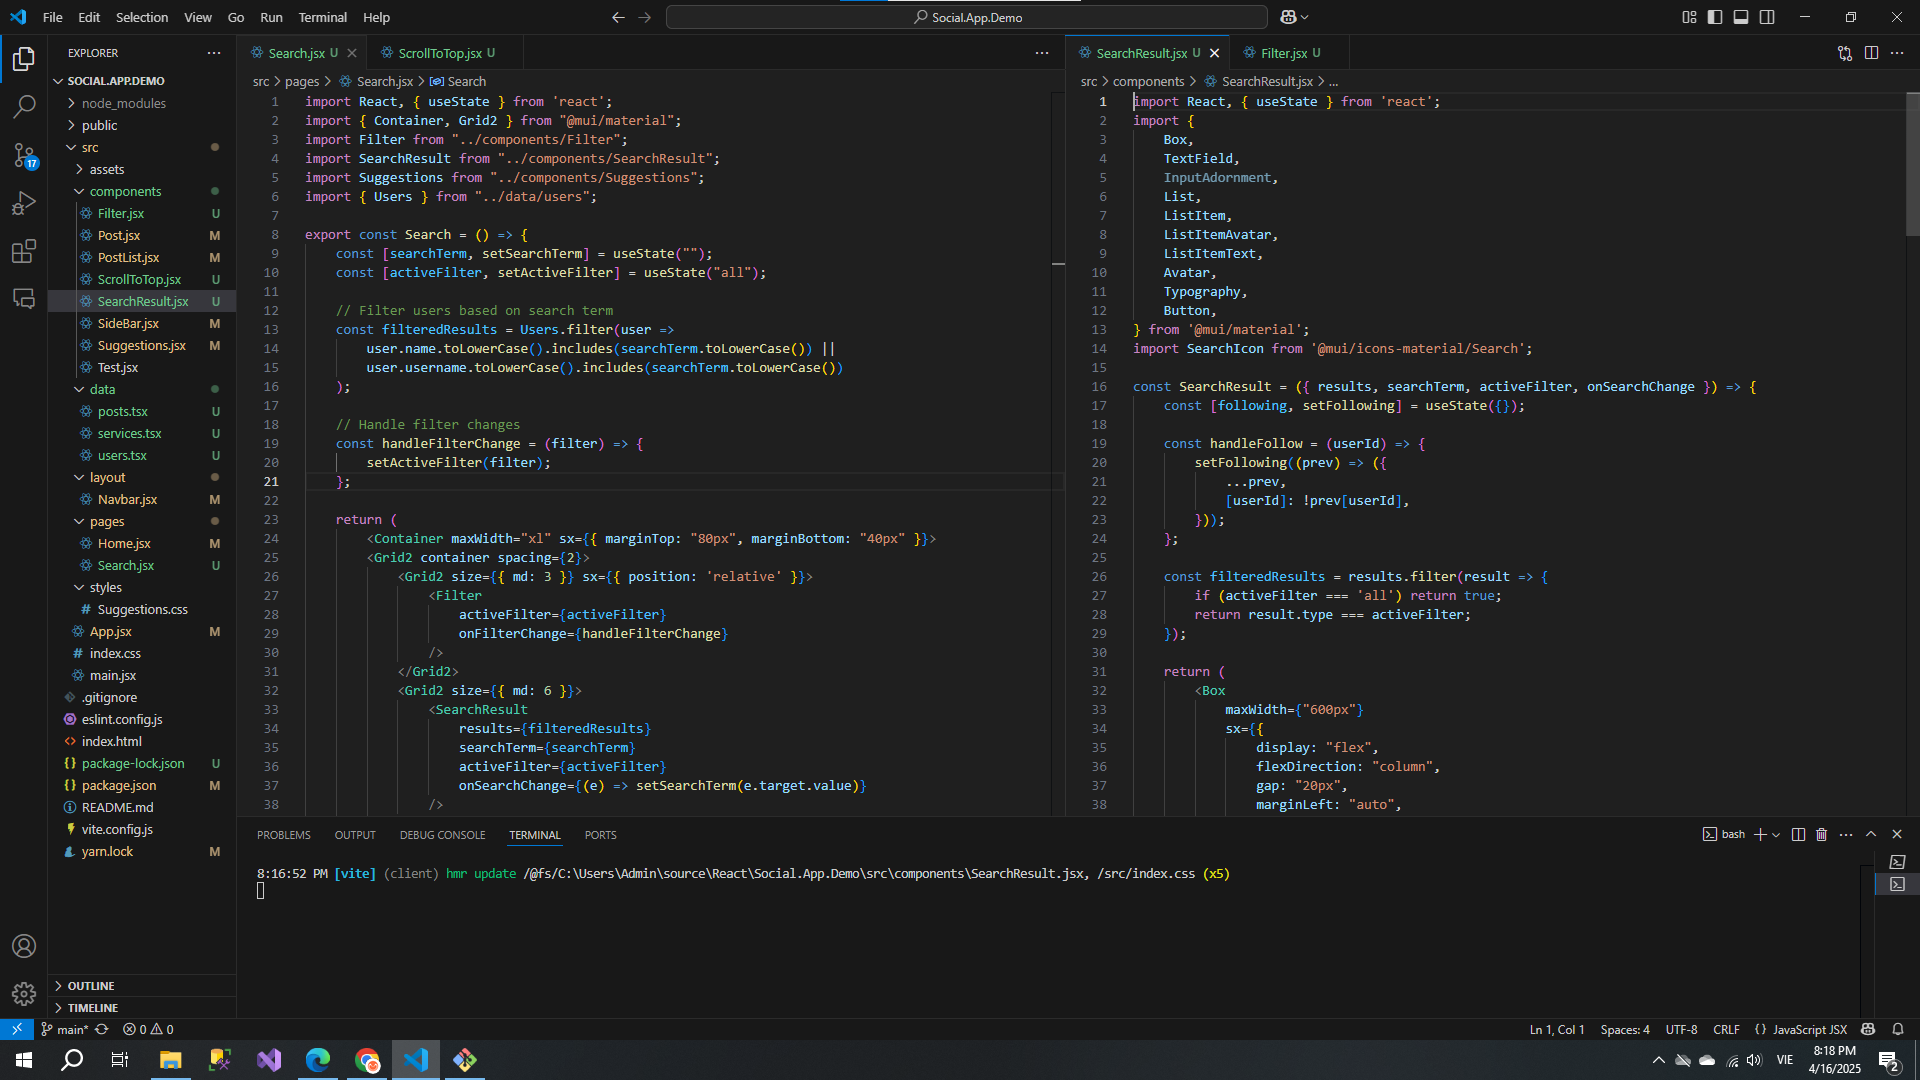 File Edit Selection View Go Run Terminal Help
Social.App.Demo
EXPLORER
SOCIAL.APP.DEMO
node_modules
public
src
assets
components
Filter.jsx U
Post.jsx M
PostList.jsx M
ScrollToTop.jsx U
SearchResult.jsx U
SideBar.jsx M
Suggestions.jsx M
Test.jsx
data
posts.tsx U
services.tsx U
users.tsx U
layout
Navbar.jsx M
pages
Home.jsx M
Search.jsx U
styles
# Suggestions.css
App.jsx M
# index.css
main.jsx
.gitignore
eslint.config.js
index.html
{} package-lock.json U
{} package.json M
README.md
vite.config.js
yarn.lock M
OUTLINE
TIMELINE
17
Search.jsx U
ScrollToTop.jsx U
src > pages > Search.jsx > Search
1 import React, { useState } from 'react';
2 import { Container, Grid2 } from "@mui/material";
3 import Filter from "../components/Filter";
4 import SearchResult from "../components/SearchResult";
5 import Suggestions from "../components/Suggestions";
6 import { Users } from "../data/users";
7
8 export const Search = () => {
9 const [searchTerm, setSearchTerm] = useState("");
10 const [activeFilter, setActiveFilter] = useState("all");
11
12 // Filter users based on search term
13 const filteredResults = Users.filter(user =>
14 user.name.toLowerCase().includes(searchTerm.toLowerCase()) ||
15 user.username.toLowerCase().includes(searchTerm.toLowerCase())
16 );
17
18 // Handle filter changes
19 const handleFilterChange = (filter) => {
20 setActiveFilter(filter);
21 };
22
23 return (
24 <Container maxWidth="xl" sx={{ marginTop: "80px", marginBottom: "40px" }}>
25 <Grid2 container spacing={2}>
26 <Grid2 size={{ md: 3 }} sx={{ position: 'relative' }}>
27 <Filter
28 activeFilter={activeFilter}
29 onFilterChange={handleFilterChange}
30 />
31 </Grid2>
32 <Grid2 size={{ md: 6 }}>
33 <SearchResult
34 results={filteredResults}
35 searchTerm={searchTerm}
36 activeFilter={activeFilter}
37 onSearchChange={(e) => setSearchTerm(e.target.value)}
38 />
SearchResult.jsx U
Filter.jsx U
src > components > SearchResult.jsx > ...
1 import React, { useState } from 'react';
2 import {
3 Box,
4 TextField,
5 InputAdornment,
6 List,
7 ListItem,
8 ListItemAvatar,
9 ListItemText,
10 Avatar,
11 Typography,
12 Button,
13 } from '@mui/material';
14 import SearchIcon from '@mui/icons-material/Search';
15
16 const SearchResult = ({ results, searchTerm, activeFilter, onSearchChange }) => {
17 const [following, setFollowing] = useState({});
18
19 const handleFollow = (userId) => {
20 setFollowing((prev) => ({
21 ...prev,
22 [userId]: !prev[userId],
23 }));
24 };
25
26 const filteredResults = results.filter(result => {
27 if (activeFilter === 'all') return true;
28 return result.type === activeFilter;
29 });
30
31 return (
32 <Box
33 maxWidth={"600px"}
34 sx={{
35 display: "flex",
36 flexDirection: "column",
37 gap: "20px",
38 marginLeft: "auto",
PROBLEMS OUTPUT DEBUG CONSOLE TERMINAL PORTS
bash
8:16:52 PM [vite] (client) hmr update /@fs/C:\Users\Admin\source\React\Social.App.Demo\src\components\SearchResult.jsx, /src/index.css (x5)
main* 0 0
Ln 1, Col 1 Spaces: 4 UTF-8 CRLF {} JavaScript JSX
VIE
8:18 PM
4/16/2025
2